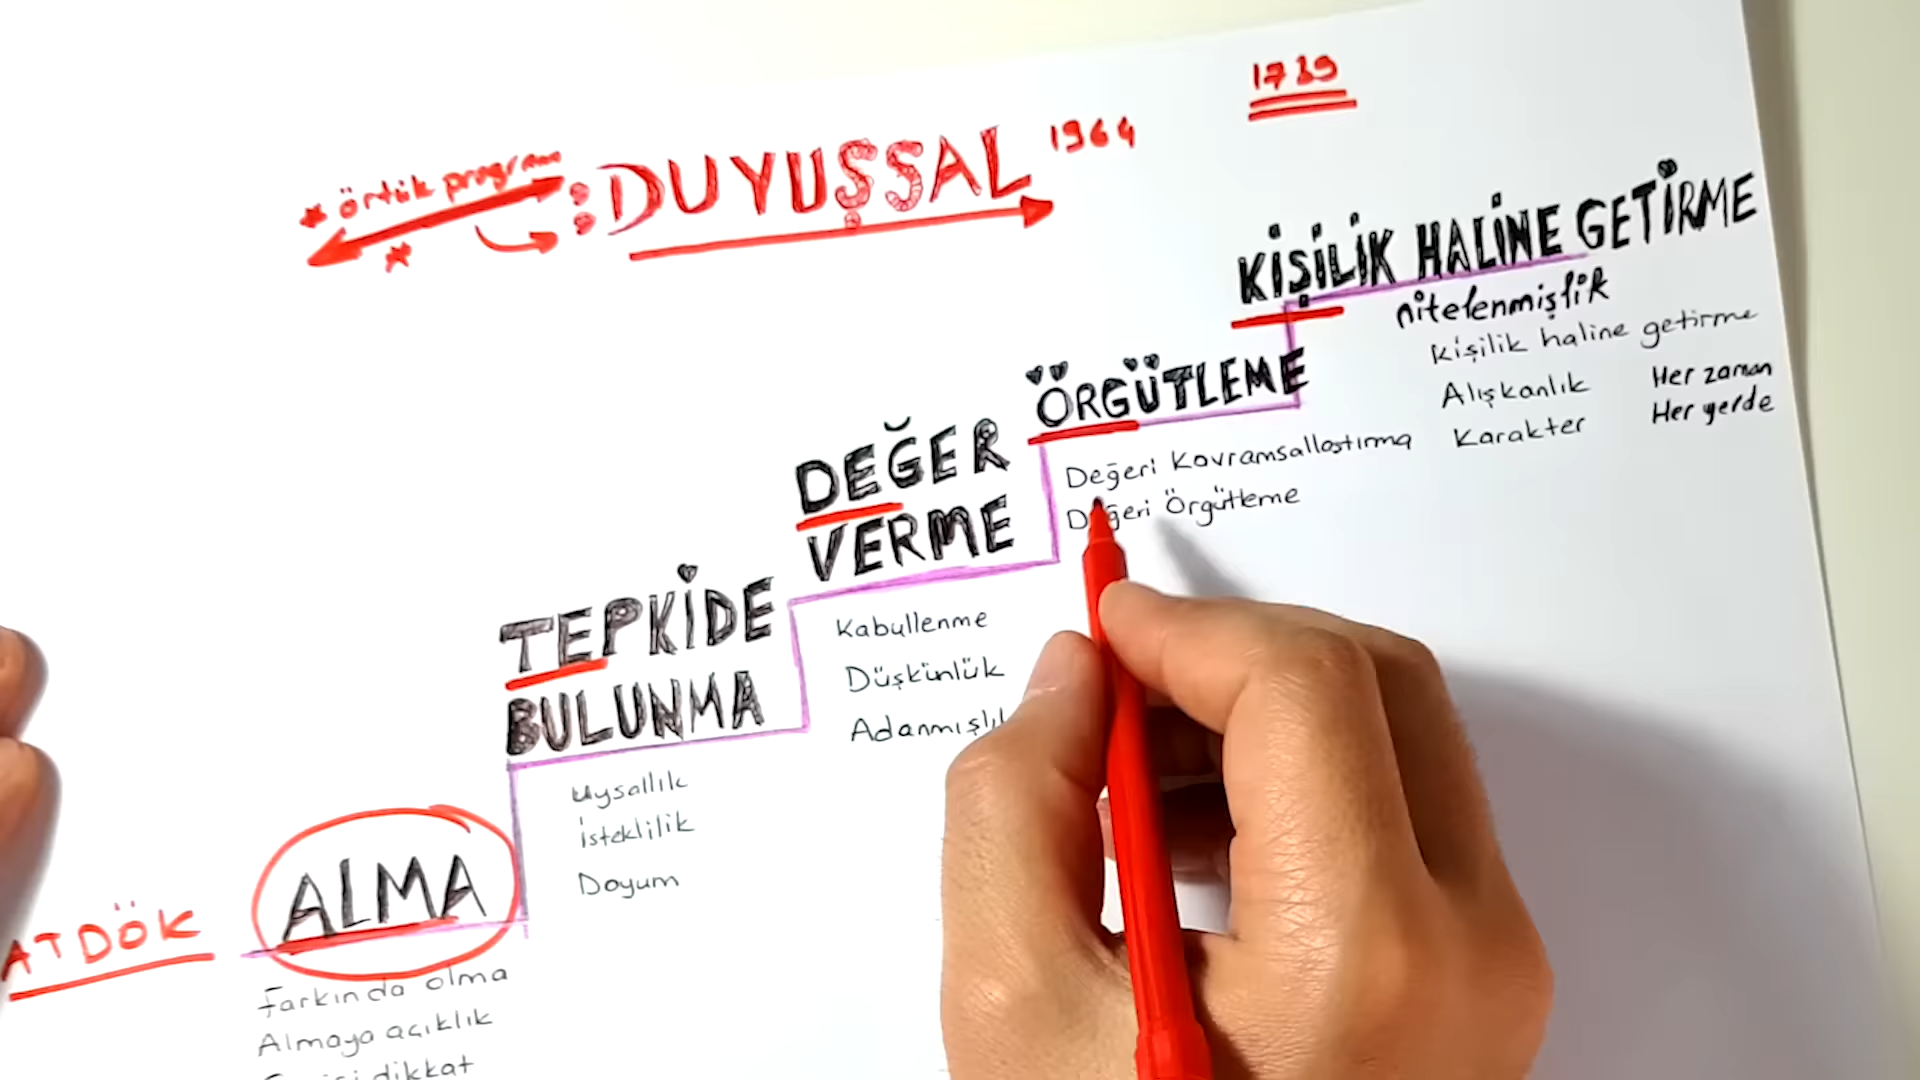 1739
örtük program
: DUYUŞSAL 1964
KİŞİLİK HALİNE GETİRME
nitelenmişlik
Kişilik haline getirme
Alışkanlık
Karakter
Her zaman
Her yerde
ÖRGÜTLEME
Değeri Kavramsallaştırma
Değeri Örgütleme
DEĞER
VERME
Kabullenme
Düşkünlük
Adanmışlı
TEPKİDE
BULUNMA
Uysallık
İsteklilik
Doyum
ATDÖK
ALMA
Farkında olma
Almaya açıklık
dikkat